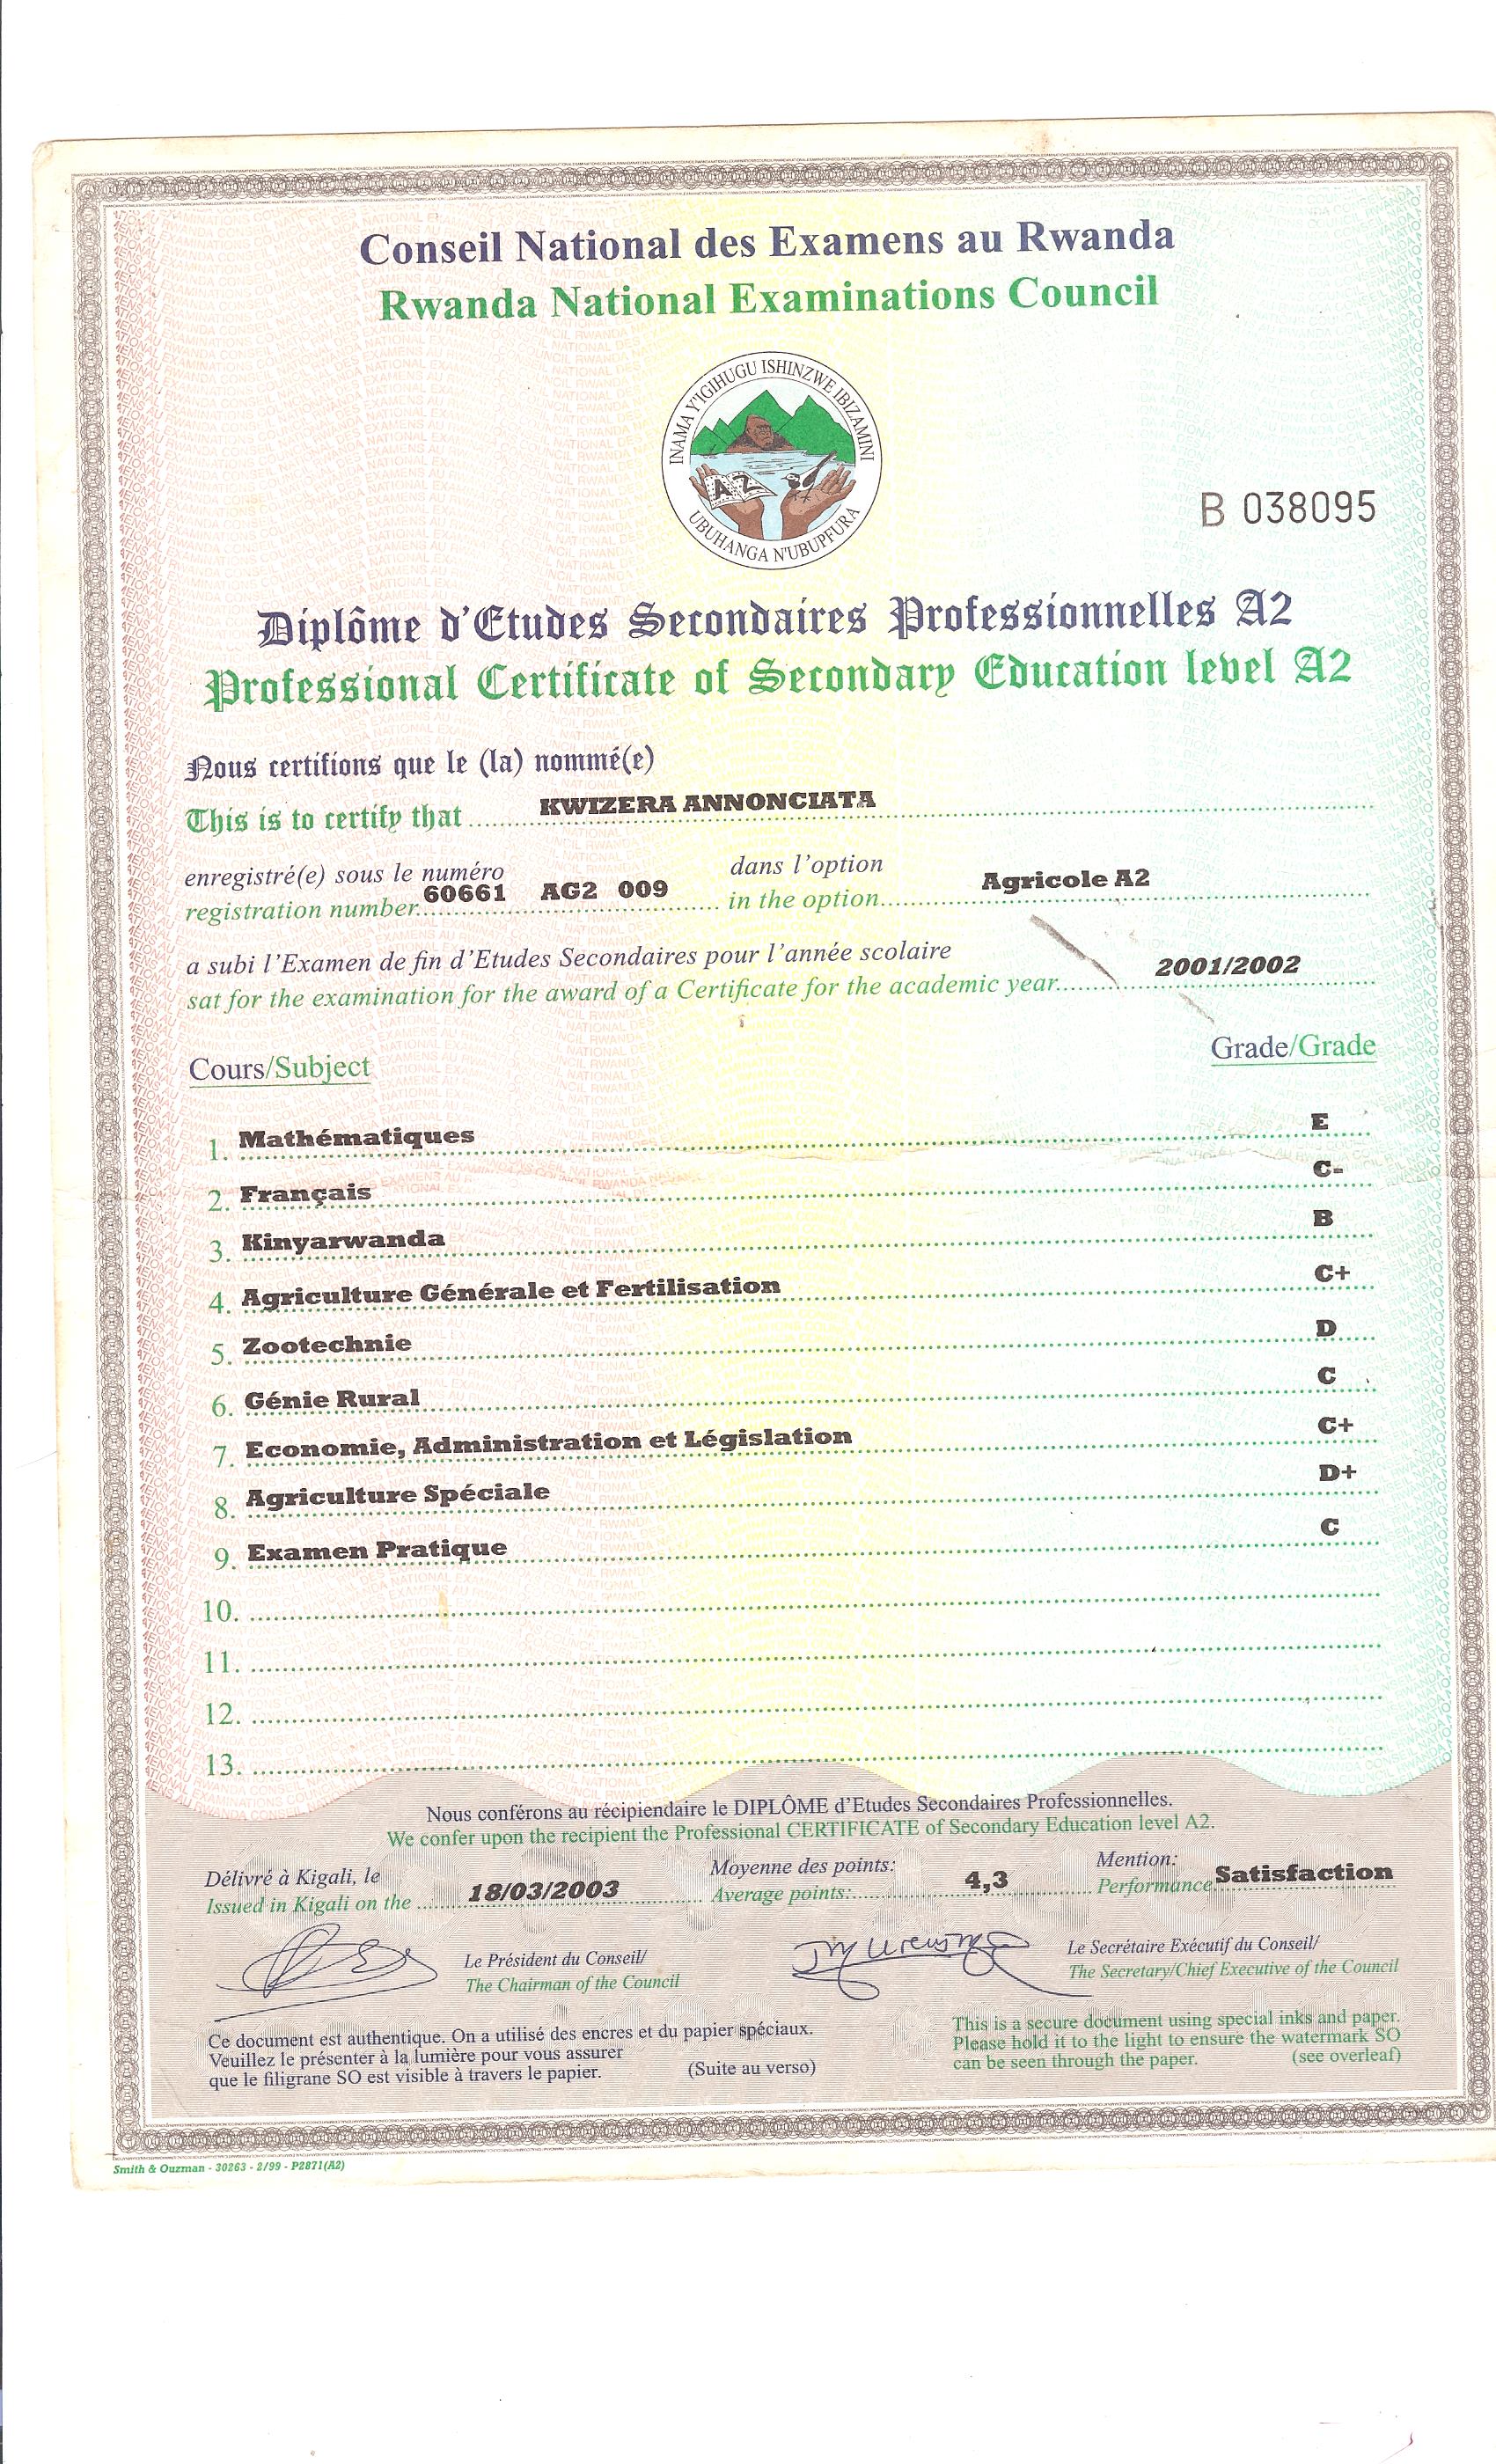 Conseil National des Examens au Rwanda
Rwanda National Examinations Council
INAMA Y'IGIHUGU ISHINZWE IBIZAMINI
A Z
UBUHANGA N'UBUPFURA
B 038095
Diplôme d'Etudes Secondaires Professionnelles A2
Professional Certificate of Secondary Education level A2
Nous certifions que le (la) nommé(e)
This is to certify that KWIZERA ANNONCIATA
enregistré(e) sous le numéro dans l'option
registration number 60661 AG2 009 in the option Agricole A2
a subi l'Examen de fin d'Etudes Secondaires pour l'année scolaire
sat for the examination for the award of a Certificate for the academic year 2001/2002
Cours/Subject Grade/Grade
1. Mathématiques E
2. Français C-
3. Kinyarwanda B
4. Agriculture Générale et Fertilisation C+
5. Zootechnie D
6. Génie Rural C
7. Economie, Administration et Législation C+
8. Agriculture Spéciale D+
9. Examen Pratique C
10.
11.
12.
13.
Nous conférons au récipiendaire le DIPLÔME d'Etudes Secondaires Professionnelles.
We confer upon the recipient the Professional CERTIFICATE of Secondary Education level A2.
Délivré à Kigali, le Moyenne des points: Mention:
Issued in Kigali on the 18/03/2003 Average points: 4,3 Performance Satisfaction
Le Président du Conseil/ Le Secrétaire Exécutif du Conseil/
The Chairman of the Council The Secretary/Chief Executive of the Council
Ce document est authentique. On a utilisé des encres et du papier spéciaux.
Veuillez le présenter à la lumière pour vous assurer
que le filigrane SO est visible à travers le papier. (Suite au verso)
This is a secure document using special inks and paper.
Please hold it to the light to ensure the watermark SO
can be seen through the paper. (see overleaf)
Smith & Ouzman - 30263 - 2/99 - P2871(A2)